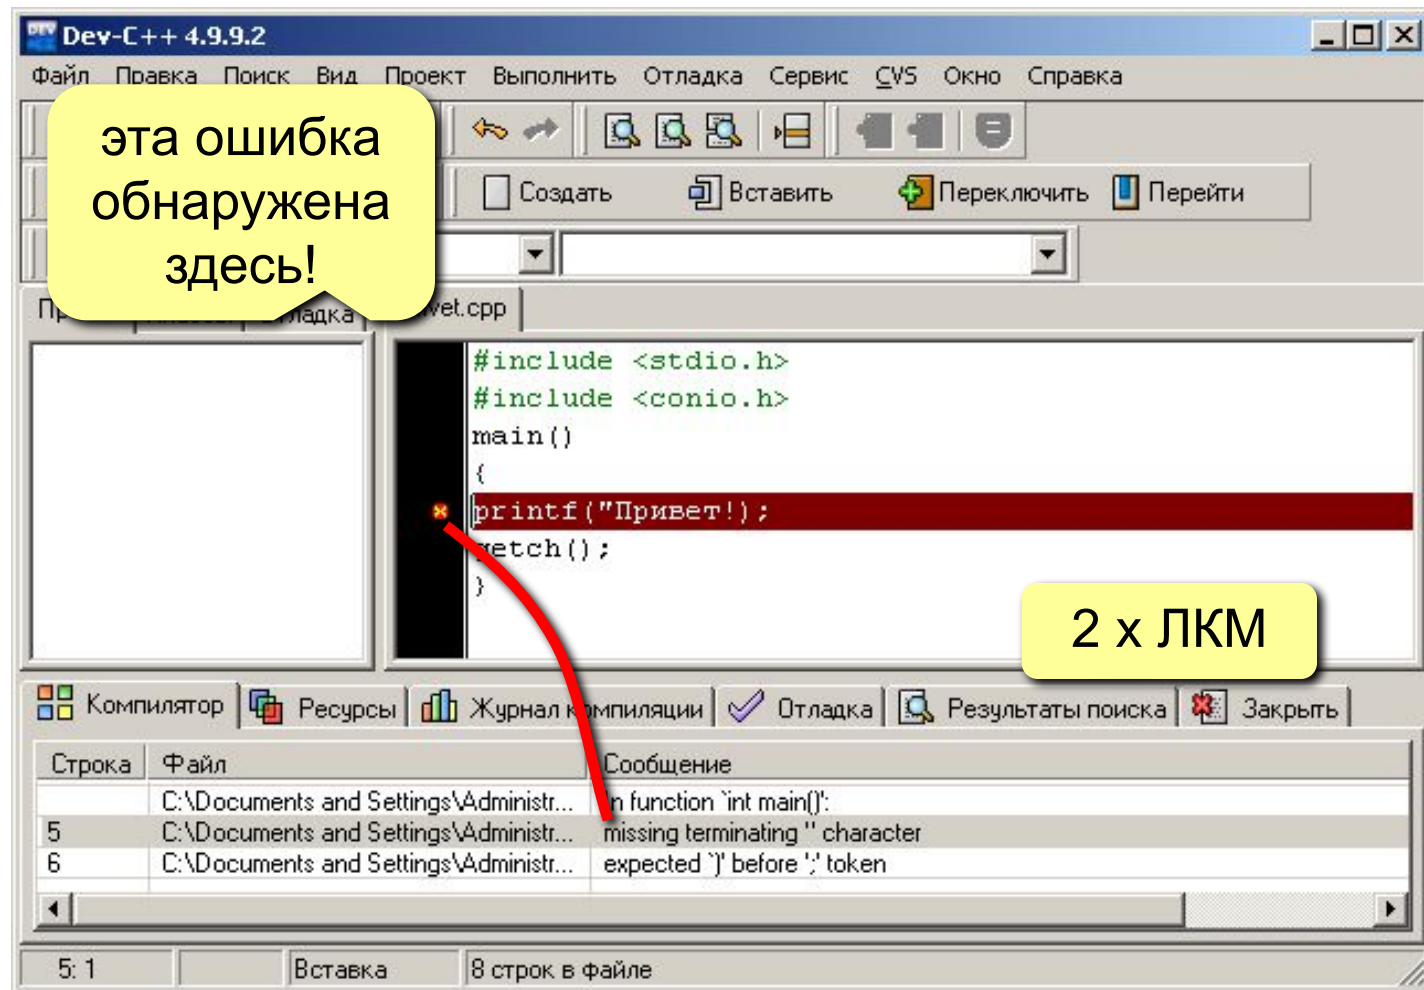 Dev-C++ 4.9.9.2
Файл Правка Поиск Вид Проект Выполнить Отладка Сервис CVS Окно Справка
эта ошибка
обнаружена
здесь!
Создать Вставить Переключить Перейти
vet.cpp
#include <stdio.h>
#include <conio.h>
main()
{
printf("Привет!);
getch();
}
2 x ЛКМ
Компилятор Ресурсы Журнал компиляции Отладка Результаты поиска Закрыть
Строка Файл Сообщение
C:\Documents and Settings\Administr... In function `int main()':
5 C:\Documents and Settings\Administr... missing terminating " character
6 C:\Documents and Settings\Administr... expected `)' before ';' token
5: 1 Вставка 8 строк в файле